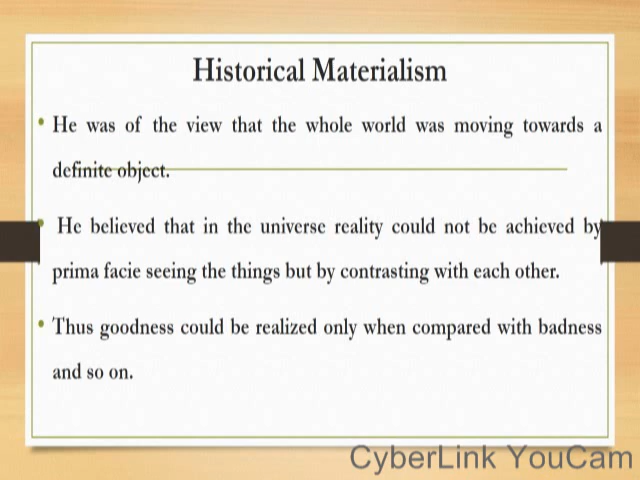 Historical Materialism
• He was of the view that the whole world was moving towards a
definite object.
• He believed that in the universe reality could not be achieved by
prima facie seeing the things but by contrasting with each other.
• Thus goodness could be realized only when compared with badness
and so on.
CyberLink YouCam